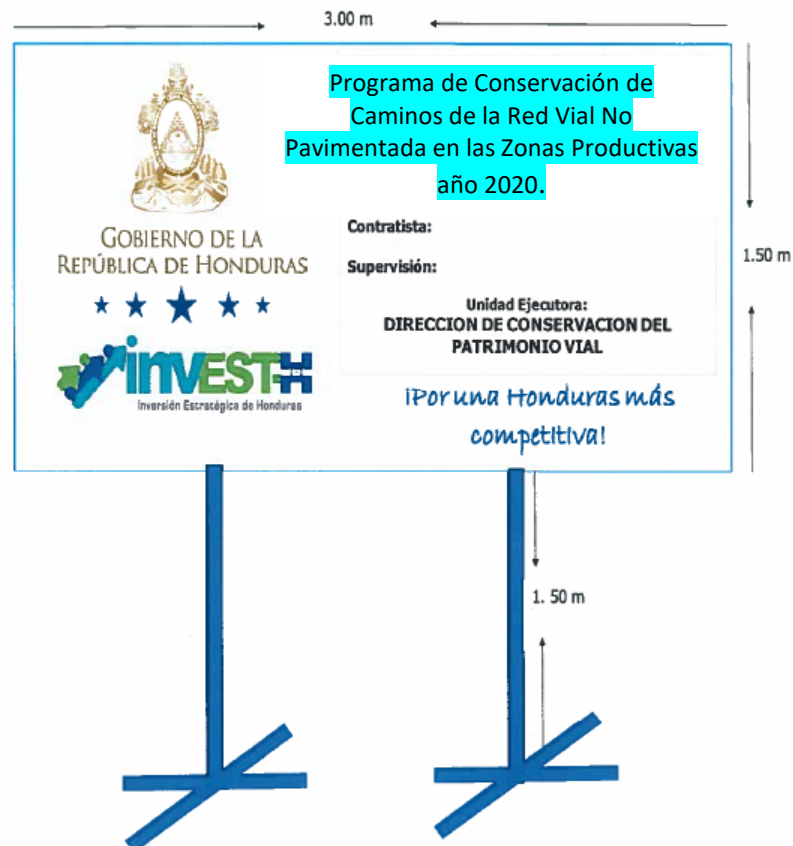 3.00 m
Programa de Conservación de
Caminos de la Red Vial No
Pavimentada en las Zonas Productivas
año 2020.
GOBIERNO DE LA
REPÚBLICA DE HONDURAS
INVEST-H
Inversión Estratégica de Honduras
Contratista:
Supervisión:
Unidad Ejecutora:
DIRECCION DE CONSERVACION DEL
PATRIMONIO VIAL
¡Por una Honduras más
competitiva!
1.50 m
1. 50 m